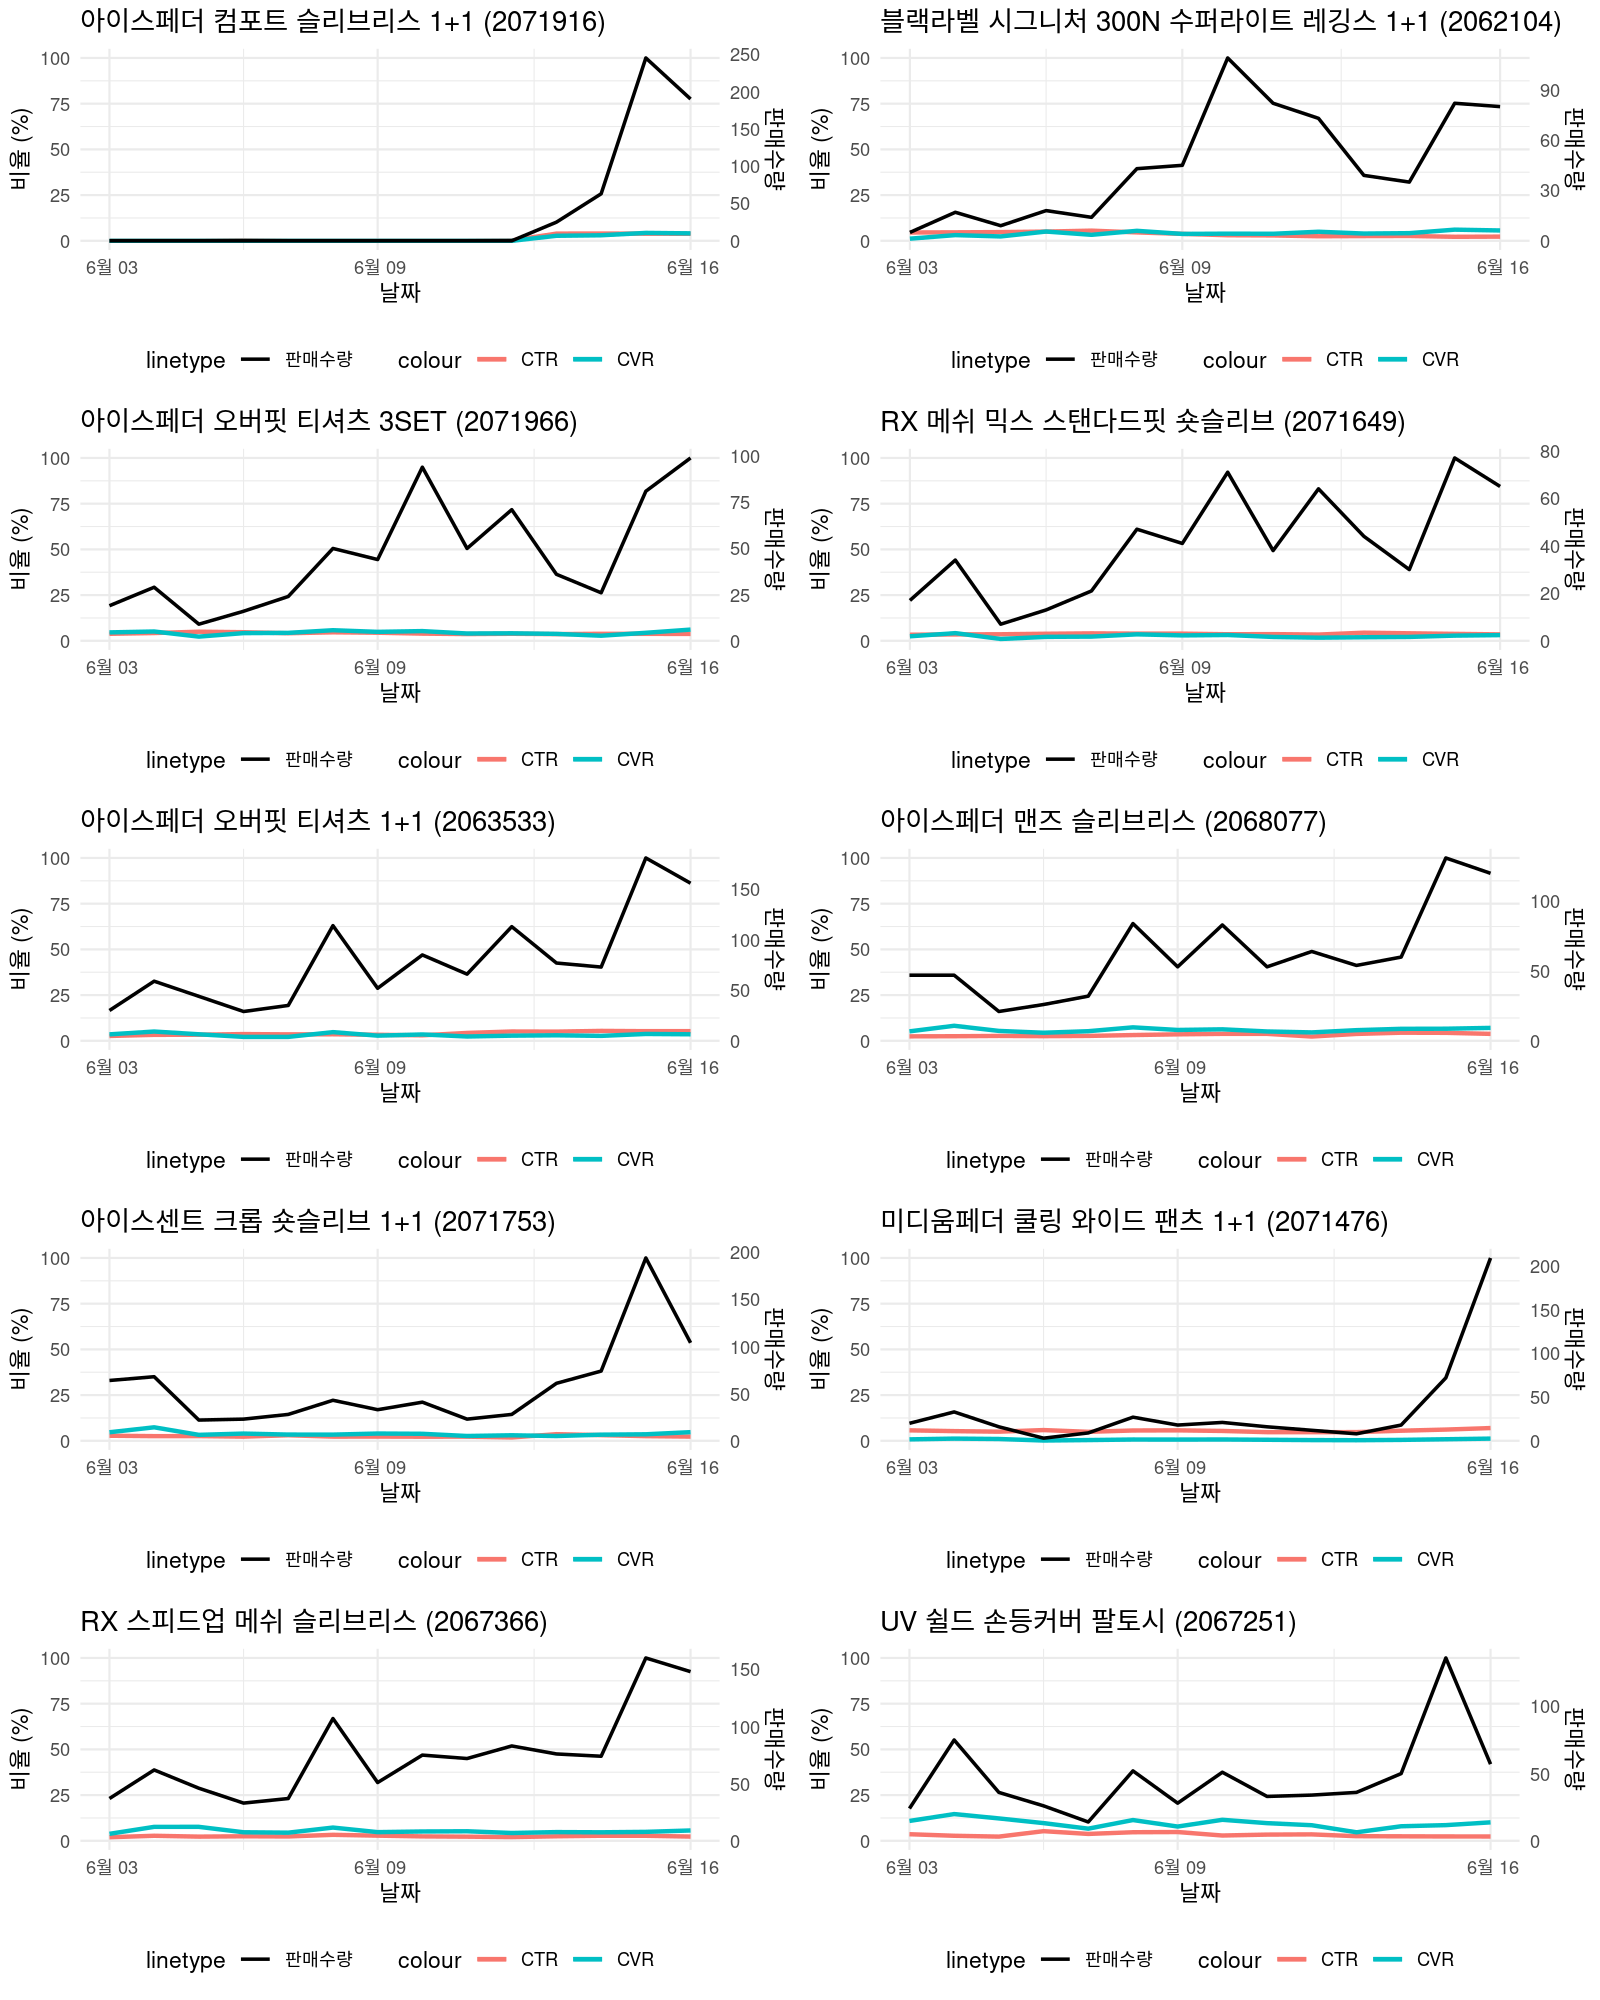 아이스페더 컴포트 슬리브리스 1+1 (2071916)
100
75
50
25
0
비율 (%)
250
200
150
100
50
0
판매수량
6월 03
6월 09
6월 16
날짜
linetype 판매수량 colour CTR CVR
블랙라벨 시그니처 300N 수퍼라이트 레깅스 1+1 (2062104)
100
75
50
25
0
비율 (%)
90
60
30
0
판매수량
6월 03
6월 09
6월 16
날짜
linetype 판매수량 colour CTR CVR
아이스페더 오버핏 티셔츠 3SET (2071966)
100
75
50
25
0
비율 (%)
100
75
50
25
0
판매수량
6월 03
6월 09
6월 16
날짜
linetype 판매수량 colour CTR CVR
RX 메쉬 믹스 스탠다드핏 숏슬리브 (2071649)
100
75
50
25
0
비율 (%)
80
60
40
20
0
판매수량
6월 03
6월 09
6월 16
날짜
linetype 판매수량 colour CTR CVR
아이스페더 오버핏 티셔츠 1+1 (2063533)
100
75
50
25
0
비율 (%)
150
100
50
0
판매수량
6월 03
6월 09
6월 16
날짜
linetype 판매수량 colour CTR CVR
아이스페더 맨즈 슬리브리스 (2068077)
100
75
50
25
0
비율 (%)
100
50
0
판매수량
6월 03
6월 09
6월 16
날짜
linetype 판매수량 colour CTR CVR
아이스센트 크롭 숏슬리브 1+1 (2071753)
100
75
50
25
0
비율 (%)
200
150
100
50
0
판매수량
6월 03
6월 09
6월 16
날짜
linetype 판매수량 colour CTR CVR
미디움페더 쿨링 와이드 팬츠 1+1 (2071476)
100
75
50
25
0
비율 (%)
200
150
100
50
0
판매수량
6월 03
6월 09
6월 16
날짜
linetype 판매수량 colour CTR CVR
RX 스피드업 메쉬 슬리브리스 (2067366)
100
75
50
25
0
비율 (%)
150
100
50
0
판매수량
6월 03
6월 09
6월 16
날짜
linetype 판매수량 colour CTR CVR
UV 쉴드 손등커버 팔토시 (2067251)
100
75
50
25
0
비율 (%)
100
50
0
판매수량
6월 03
6월 09
6월 16
날짜
linetype 판매수량 colour CTR CVR